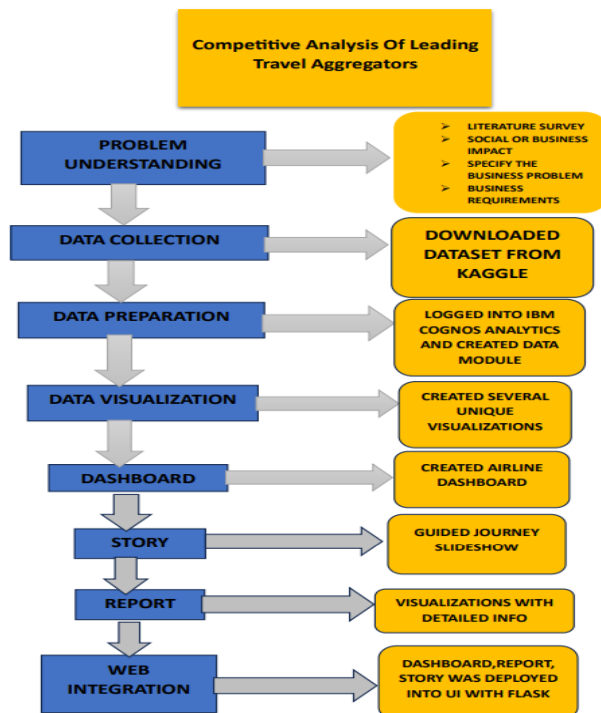 Competitive Analysis Of Leading
Travel Aggregators
PROBLEM
UNDERSTANDING
➢ LITERATURE SURVEY
➢ SOCIAL OR BUSINESS
IMPACT
➢ SPECIFY THE
BUSINESS PROBLEM
➢ BUSINESS
REQUIREMENTS
DATA COLLECTION
DOWNLOADED
DATASET FROM
KAGGLE
DATA PREPARATION
LOGGED INTO IBM
COGNOS ANALYTICS
AND CREATED DATA
MODULE
DATA VISUALIZATION
CREATED SEVERAL
UNIQUE
VISUALIZATIONS
DASHBOARD
CREATED AIRLINE
DASHBOARD
STORY
GUIDED JOURNEY
SLIDESHOW
REPORT
VISUALIZATIONS WITH
DETAILED INFO
WEB
INTEGRATION
DASHBOARD,REPORT,
STORY WAS DEPLOYED
INTO UI WITH FLASK